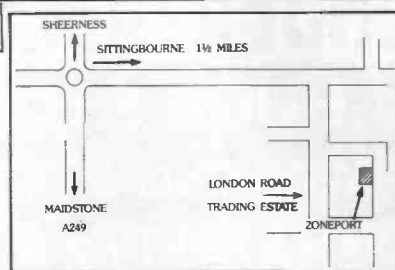 SHEERNESS
SITTINGBOURNE 1½ MILES
LONDON ROAD
TRADING ESTATE
MAIDSTONE
A249
ZONEPORT